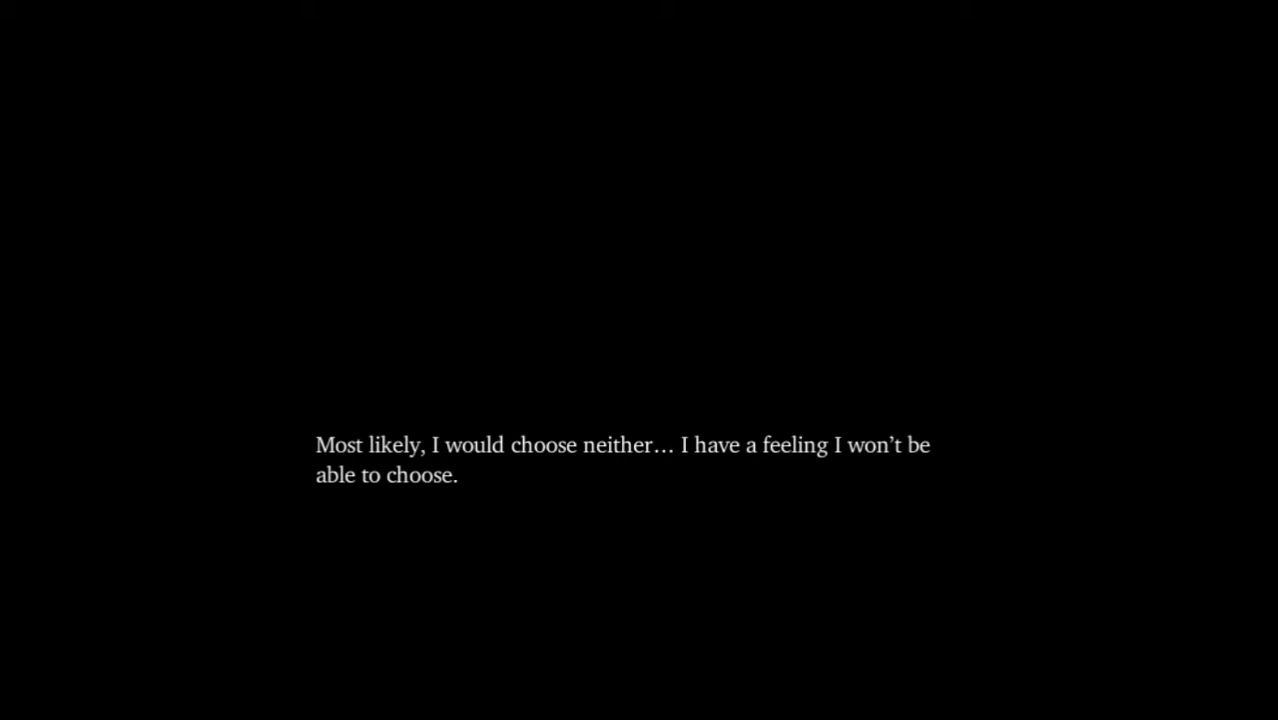 Most likely, I would choose neither… I have a feeling I won’t be
able to choose.